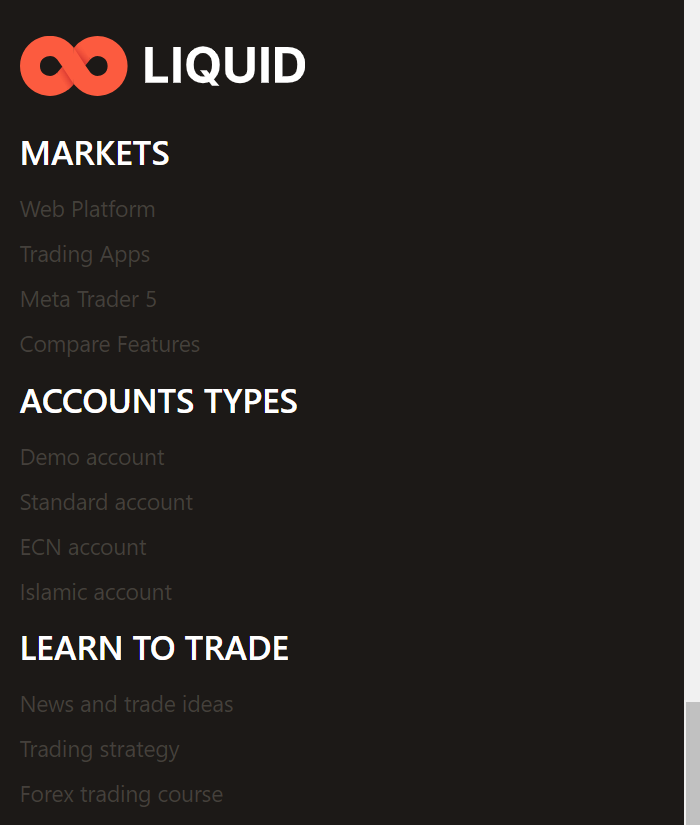 LIQUID
MARKETS
Web Platform
Trading Apps
Meta Trader 5
Compare Features
ACCOUNTS TYPES
Demo account
Standard account
ECN account
Islamic account
LEARN TO TRADE
News and trade ideas
Trading strategy
Forex trading course